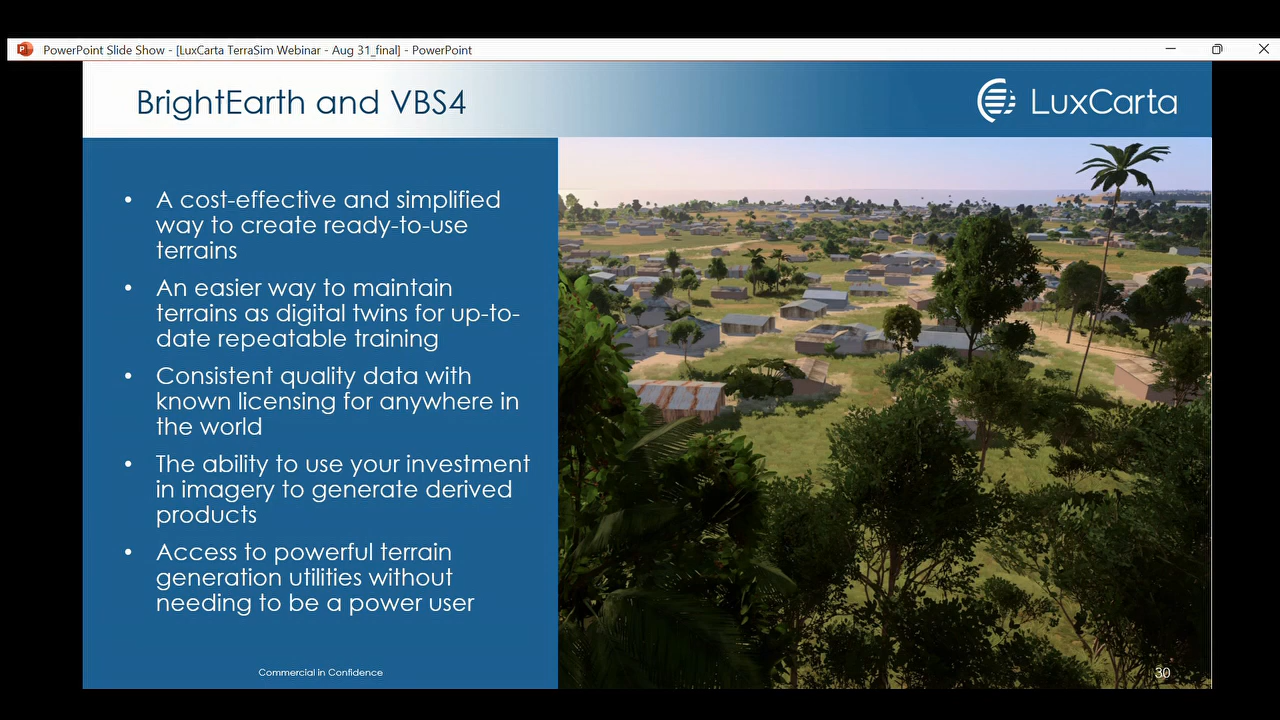 PowerPoint Slide Show - [LuxCarta TerraSim Webinar - Aug 31_final] - PowerPoint
BrightEarth and VBS4
LuxCarta
• A cost-effective and simplified
way to create ready-to-use
terrains
• An easier way to maintain
terrains as digital twins for up-to-
date repeatable training
• Consistent quality data with
known licensing for anywhere in
the world
• The ability to use your investment
in imagery to generate derived
products
• Access to powerful terrain
generation utilities without
needing to be a power user
Commercial in Confidence
30